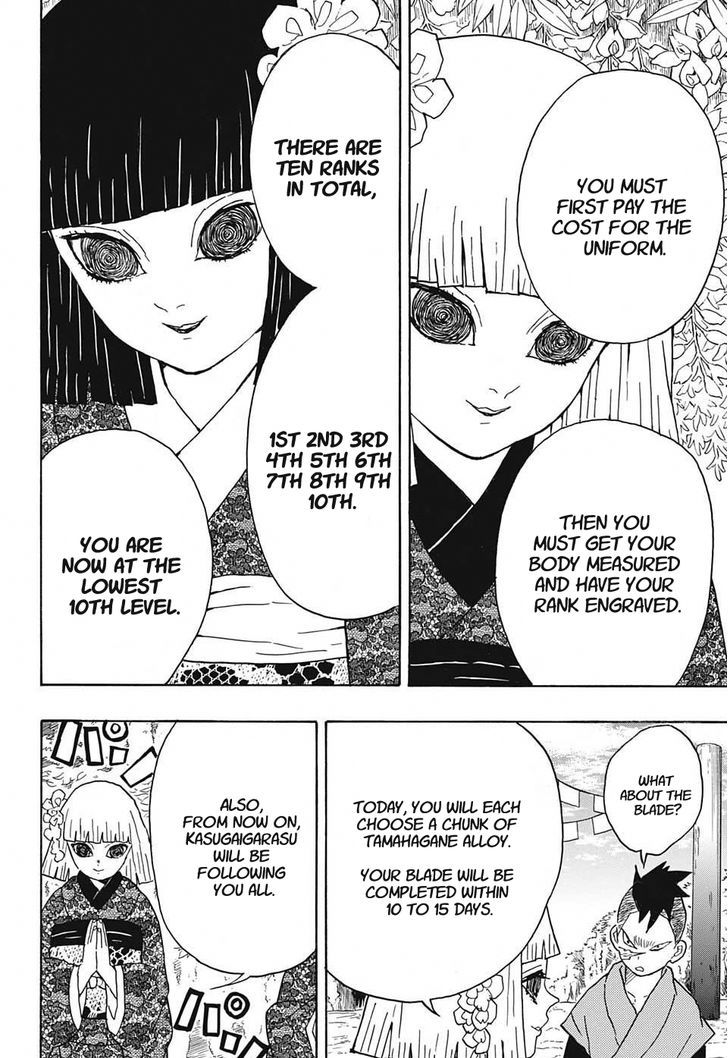 YOU MUST
FIRST PAY THE
COST FOR THE
UNIFORM.
THEN YOU
MUST GET YOUR
BODY MEASURED
AND HAVE YOUR
RANK ENGRAVED.
THERE ARE
TEN RANKS
IN TOTAL,
1ST 2ND 3RD
4TH 5TH 6TH
7TH 8TH 9TH
10TH.
YOU ARE
NOW AT THE
LOWEST
10TH LEVEL.
WHAT
ABOUT THE
BLADE?
TODAY, YOU WILL EACH
CHOOSE A CHUNK OF
TAMAHAGANE ALLOY.
YOUR BLADE WILL BE
COMPLETED WITHIN
10 TO 15 DAYS.
ALSO,
FROM NOW ON,
KASUGAIGARASU
WILL BE
FOLLOWING
YOU ALL.
パン
パン